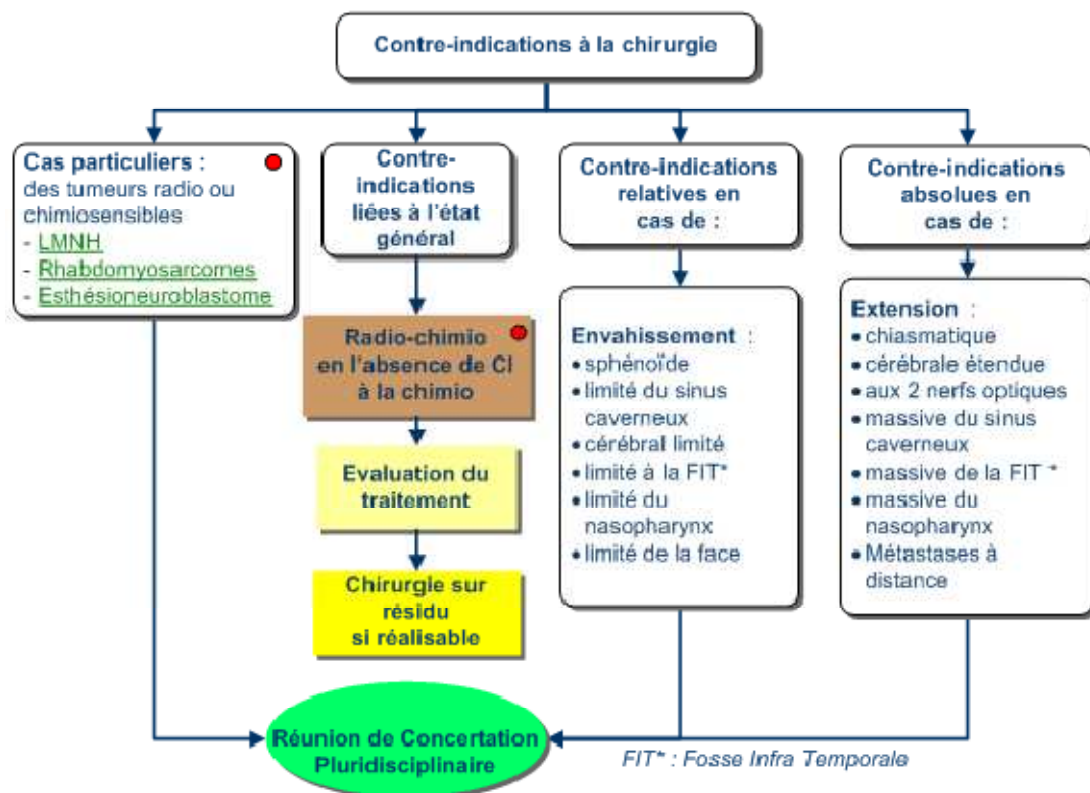 Contre-indications à la chirurgie
Cas particuliers :
des tumeurs radio ou
chimiosensibles
- LMNH
- Rhabdomyosarcomes
- Esthésioneuroblastome
Contre-
indications
liées à l'état
général
Radio-chimio
en l'absence de CI
à la chimio
Evaluation du
traitement
Chirurgie sur
résidu
si réalisable
Contre-indications
relatives en
cas de :
Envahissement :
• sphénoïde
• limité du sinus
caverneux
• cérébral limité
• limité à la FIT*
• limité du
nasopharynx
• limité de la face
Contre-indications
absolues en
cas de :
Extension :
• chiasmatique
• cérébrale étendue
• aux 2 nerfs optiques
• massive du sinus
caverneux
• massive de la FIT *
• massive du
nasopharynx
• Métastases à
distance
Réunion de Concertation
Pluridisciplinaire
FIT* : Fosse Infra Temporale